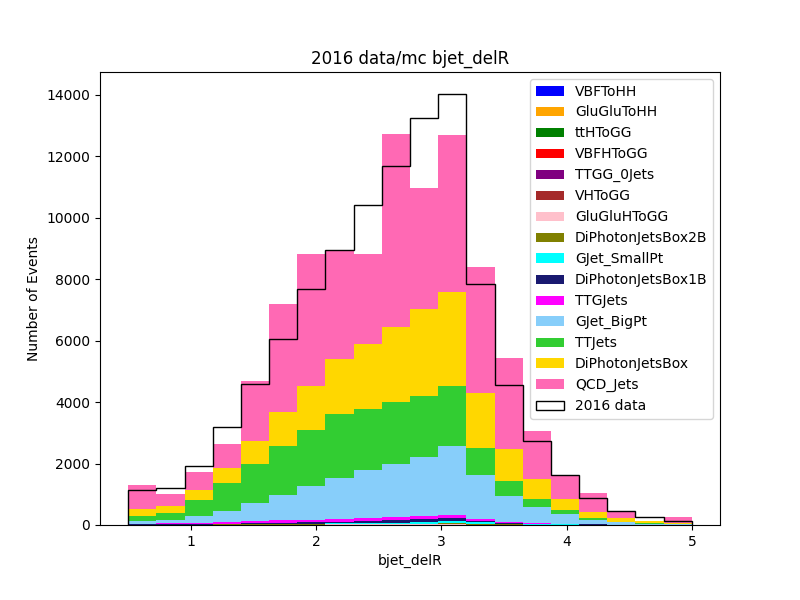 2016 data/mc bjet_delR
Number of Events
14000
12000
10000
8000
6000
4000
2000
0
1
2
3
4
5
bjet_delR
VBFToHH
GluGluToHH
ttHToGG
VBFHToGG
TTGG_0Jets
VHToGG
GluGluHToGG
DiPhotonJetsBox2B
GJet_SmallPt
DiPhotonJetsBox1B
TTGJets
GJet_BigPt
TTJets
DiPhotonJetsBox
QCD_Jets
2016 data